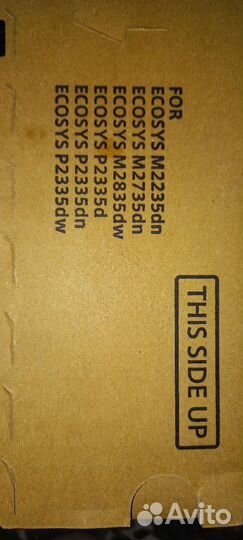 FOR
ECOSYS M2235dn
ECOSYS M2735dn
ECOSYS M2835dw
ECOSYS P2335d
ECOSYS P2335dn
ECOSYS P2335dw
THIS SIDE UP
Avito